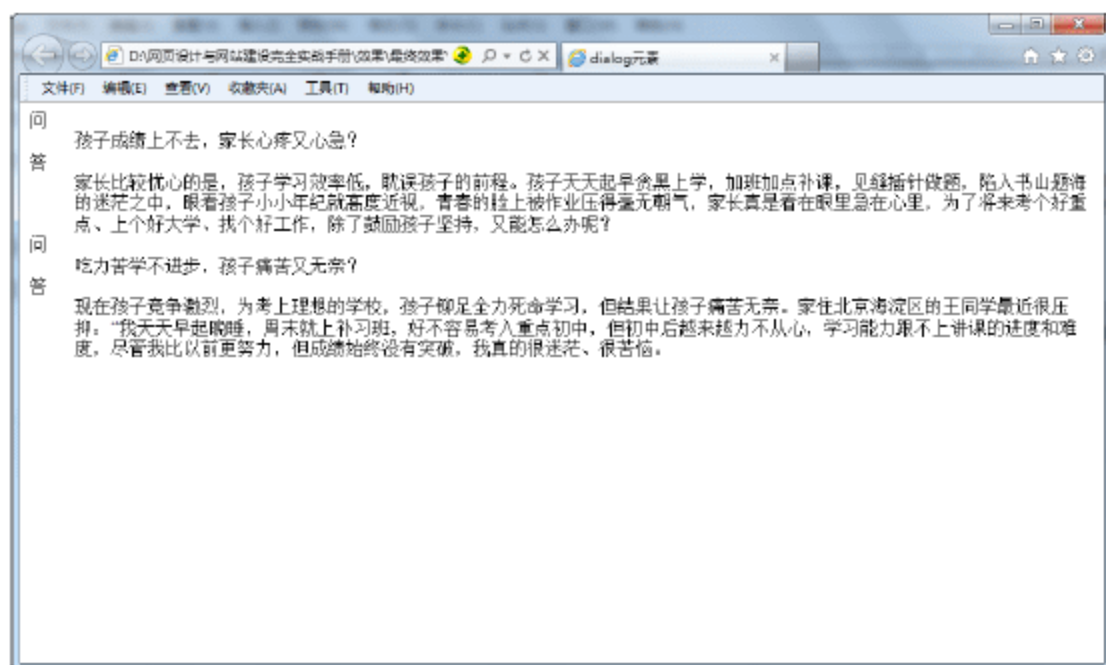 D:\网页设计与网站建设完全实战手册\效果\最终效果
dialog元素
文件(F) 编辑(E) 查看(V) 收藏夹(A) 工具(T) 帮助(H)
问
孩子成绩上不去，家长心疼又心急？
答
家长比较忧心的是，孩子学习效率低，耽误孩子的前程。孩子天天起早贪黑上学，加班加点补课，见缝插针做题，陷入书山题海
的迷茫之中，眼看孩子小小年纪就高度近视，青春的脸上被作业压得毫无朝气，家长真是看在眼里急在心里，为了将来考个好重
点、上个好大学、找个好工作，除了鼓励孩子坚持，又能怎么办呢？
问
吃力苦学不进步，孩子痛苦又无奈？
答
现在孩子竞争激烈，为考上理想的学校，孩子铆足全力死命学习，但结果让孩子痛苦无奈。家住北京海淀区的王同学最近很压
抑：“我天天早起晚睡，周末就上补习班，好不容易考入重点初中，但初中后越来越力不从心，学习能力跟不上讲课的进度和难
度，尽管我比以前更努力，但成绩始终没有突破，我真的很迷茫、很苦恼。